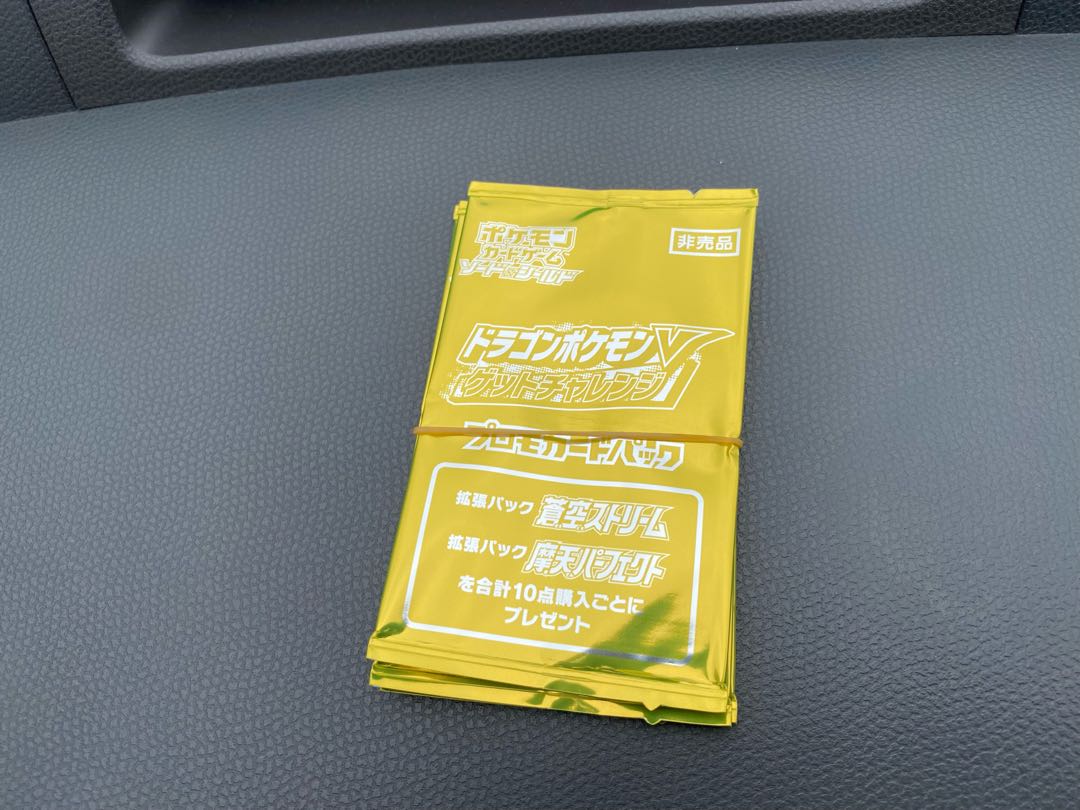 ポケモン
カードゲーム
ソード&シールド
非売品
ドラゴンポケモンV
ゲットチャレンジ
プロモカードパック
拡張パック 蒼空ストリーム
拡張パック 摩天パーフェクト
を合計10点購入ごとに
プレゼント